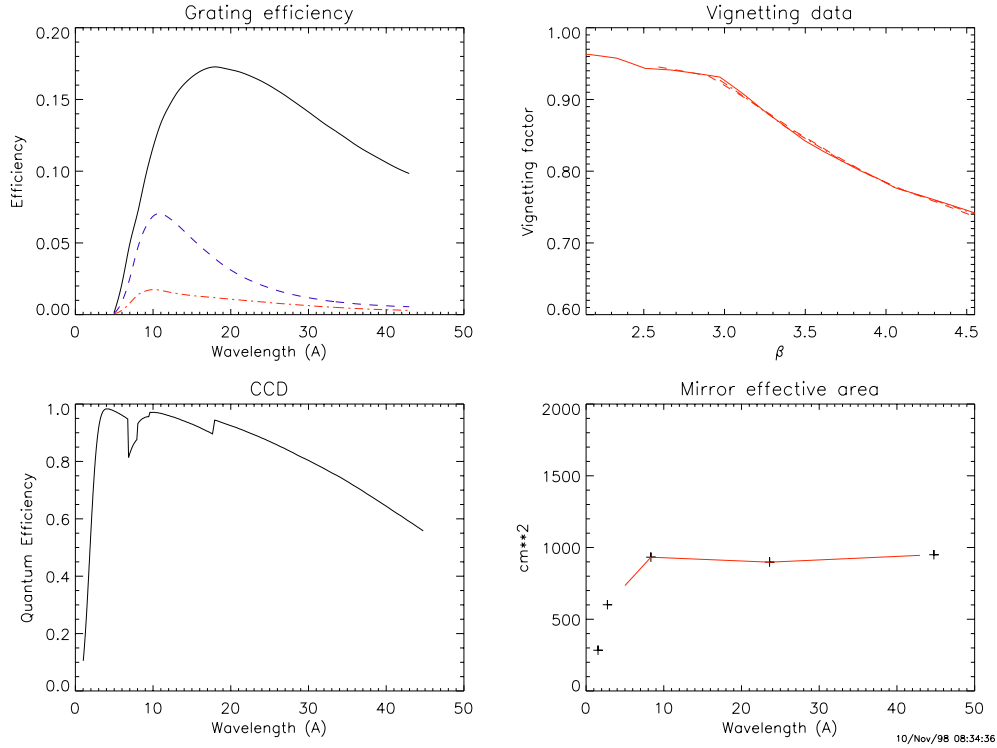 Grating efficiency
0.20
0.15
0.10
0.05
0.00
Efficiency
0 10 20 30 40 50
Wavelength (A)
Vignetting data
1.00
0.90
0.80
0.70
0.60
Vignetting factor
2.5 3.0 3.5 4.0 4.5
β
CCD
1.0
0.8
0.6
0.4
0.2
0.0
Quantum Efficiency
0 10 20 30 40 50
Wavelength (A)
Mirror effective area
2000
1500
1000
500
0
cm**2
0 10 20 30 40 50
Wavelength (A)
10/Nov/98 08:34:36